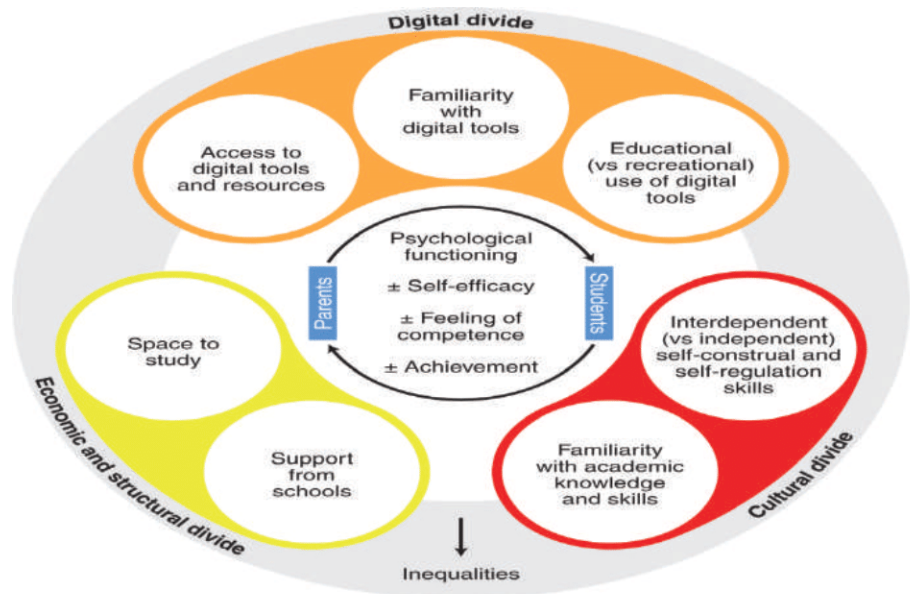 Digital divide
Familiarity
with
digital tools
Access to
digital tools
and resources
Educational
(vs recreational)
use of digital
tools
Psychological
functioning
± Self-efficacy
± Feeling of
competence
± Achievement
Parents
Students
Space to
study
Support
from
schools
Economic and structural divide
Interdependent
(vs independent)
self-construal and
self-regulation
skills
Familiarity
with academic
knowledge
and skills
Cultural divide
Inequalities